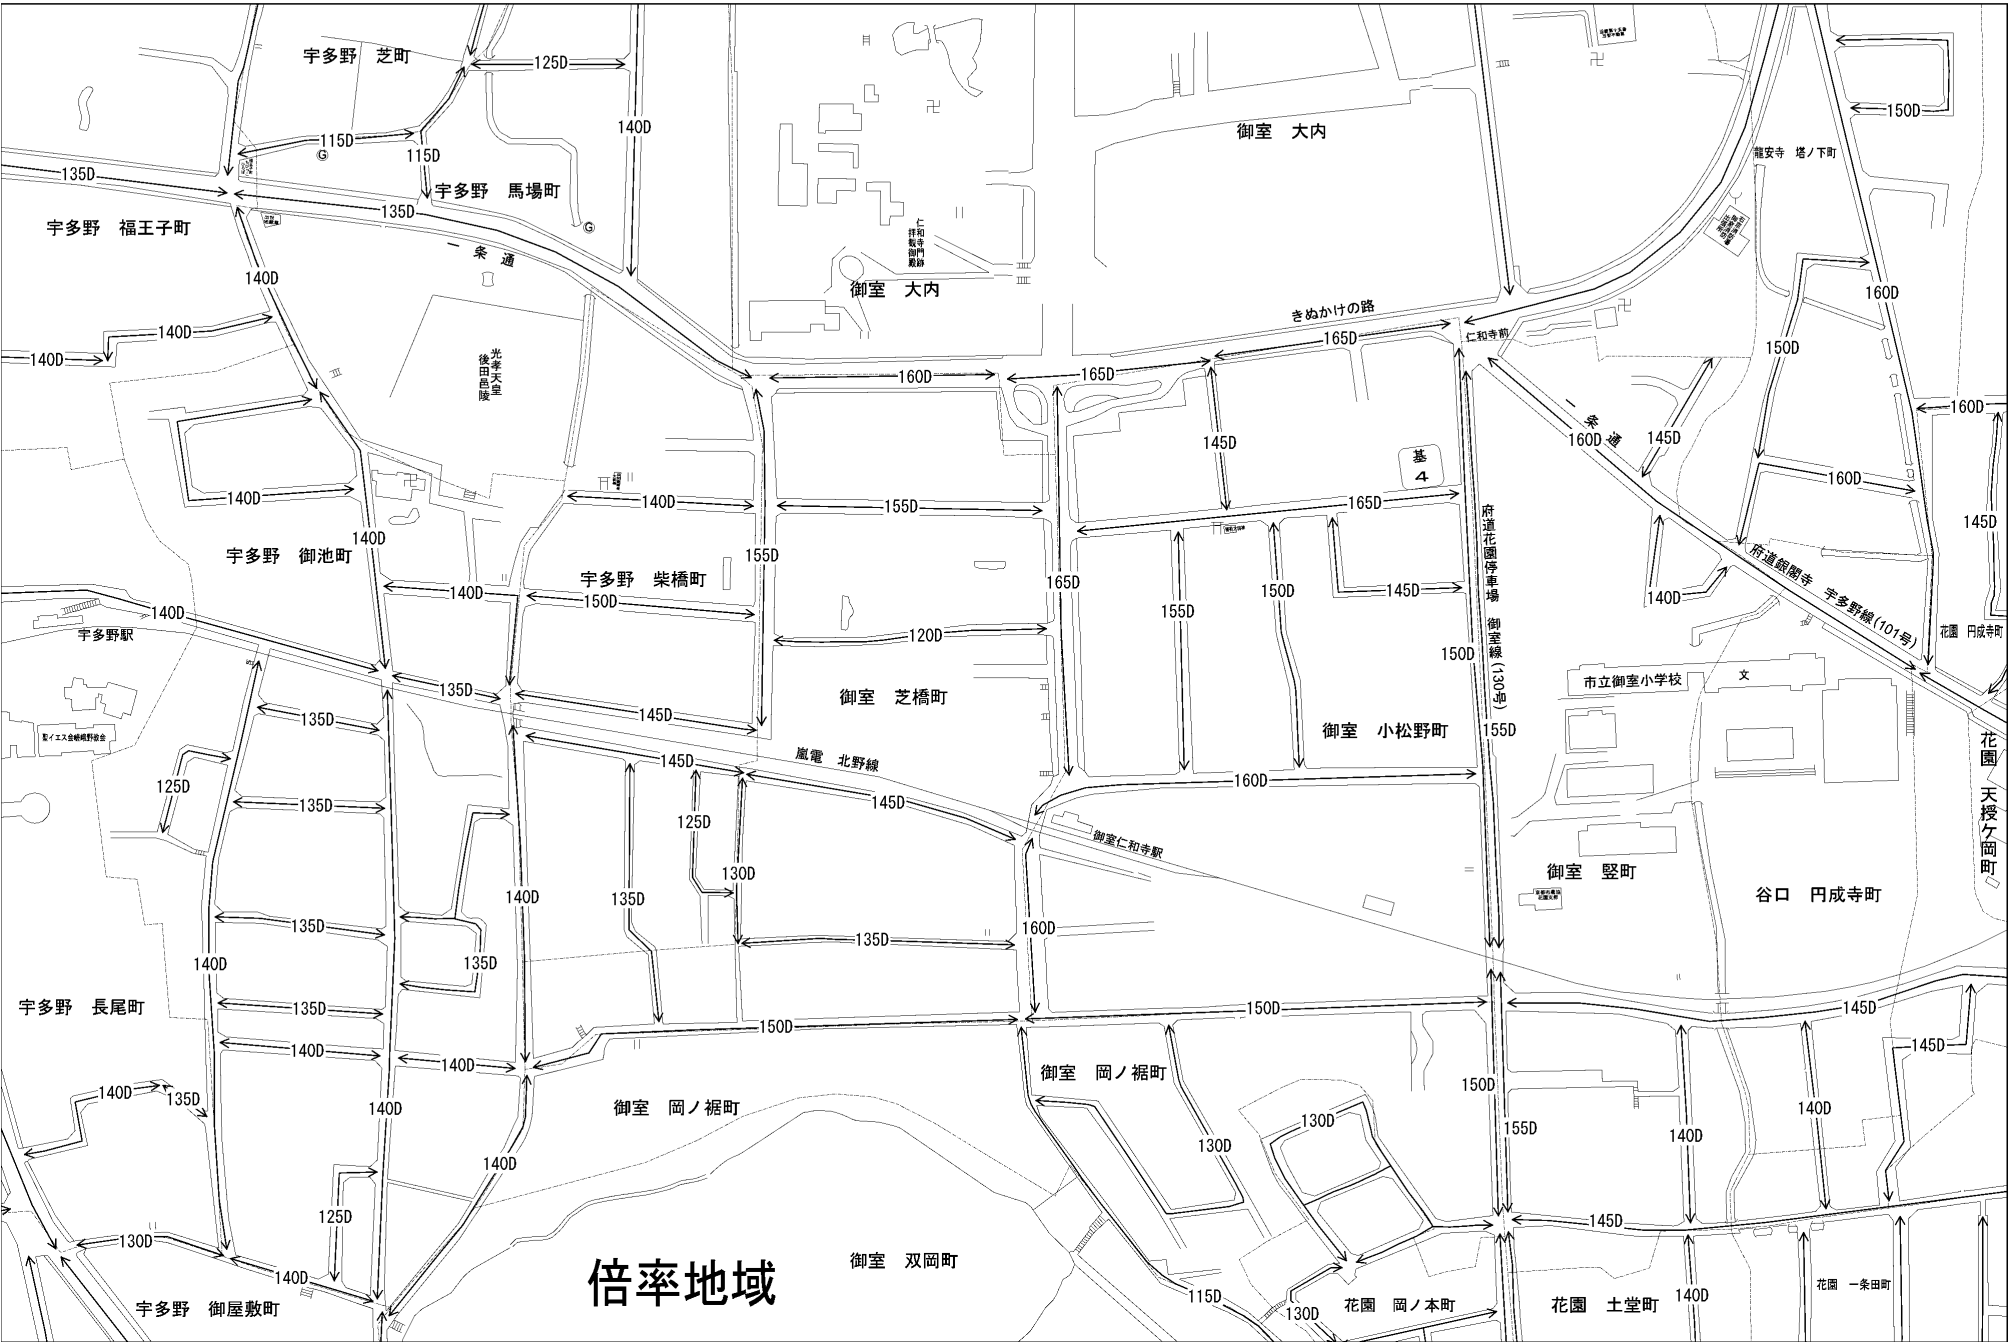 宇多野　芝町
125D
140D
御室　大内
150D
115D
115D
G
135D
宇多野　馬場町
龍安寺　塔ノ下町
135D
宇多野　福王子町
G
仁和寺門跡
拝観御殿
一条通
140D
御室　大内
160D
きぬかけの路
165D
仁和寺前
140D
140D
光孝天皇
後田邑陵
160D
165D
150D
160D
一条通
160D
145D
145D
基
4
140D
140D
155D
165D
160D
府道花園停車場　御室線(130号)
145D
140D
宇多野　御池町
155D
府道銀閣寺　宇多野線(101号)
宇多野　柴橋町
165D
140D
150D
155D
150D
145D
140D
140D
宇多野駅
120D
花園　円成寺町
150D
135D
御室　芝橋町
市立御室小学校
文
135D
145D
御室　小松野町
155D
聖イエス会嵯峨野教会
145D
嵐電　北野線
花園　天授ケ岡町
125D
135D
145D
160D
125D
御室仁和寺駅
130D
御室　竪町
140D
135D
谷口　円成寺町
135D
135D
160D
140D
135D
宇多野　長尾町
135D
150D
150D
145D
140D
140D
145D
御室　岡ノ裾町
150D
140D
135D
140D
御室　岡ノ裾町
140D
130D
155D
140D
130D
140D
125D
145D
130D
倍率地域
御室　双岡町
140D
115D
140D
花園　一条田町
宇多野　御屋敷町
130D
花園　岡ノ本町
花園　土堂町